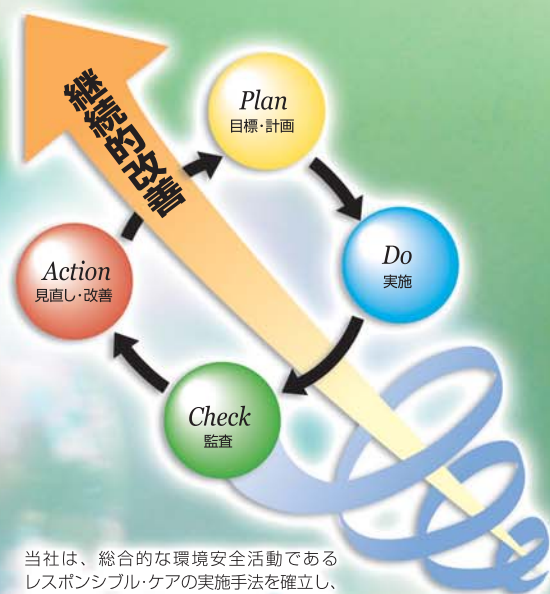 継続的改善
Plan
目標・計画
Do
実施
Check
監査
Action
見直し・改善
当社は、総合的な環境安全活動である
レスポンシブル・ケアの実施手法を確立し、